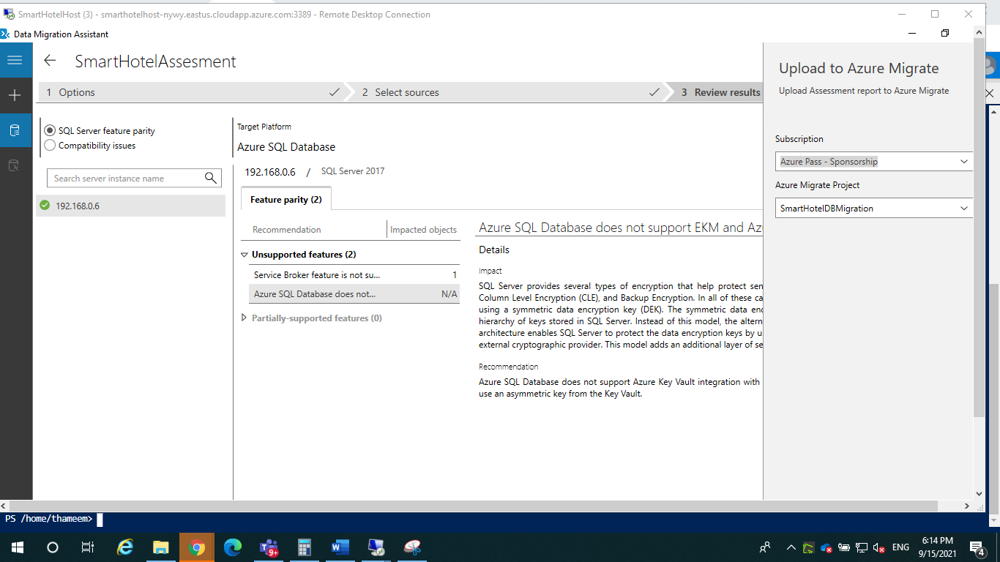 SmartHotelHost (3) - smarthotelhost-nywy.eastus.cloudapp.azure.com:3389 - Remote Desktop Connection
Data Migration Assistant
SmartHotelAssesment
1 Options
2 Select sources
3 Review results
SQL Server feature parity
Compatibility issues
Search server instance name
192.168.0.6
Target Platform
Azure SQL Database
192.168.0.6 / SQL Server 2017
Feature parity (2)
Recommendation
Impacted objects
Unsupported features (2)
Service Broker feature is not su... 1
Azure SQL Database does not... N/A
Partially-supported features (0)
Azure SQL Database does not support EKM and Az
Details
Impact
SQL Server provides several types of encryption that help protect sen
Column Level Encryption (CLE), and Backup Encryption. In all of these ca
using a symmetric data encryption key (DEK). The symmetric data enc
hierarchy of keys stored in SQL Server. Instead of this model, the altern
architecture enables SQL Server to protect the data encryption keys by u
external cryptographic provider. This model adds an additional layer of se
Recommendation
Azure SQL Database does not support Azure Key Vault integration with
use an asymmetric key from the Key Vault.
Upload to Azure Migrate
Upload Assessment report to Azure Migrate
Subscription
Azure Pass - Sponsorship
Azure Migrate Project
SmartHotelDBMigration
PS /home/thameem>
9+
ENG
6:14 PM
9/15/2021
4